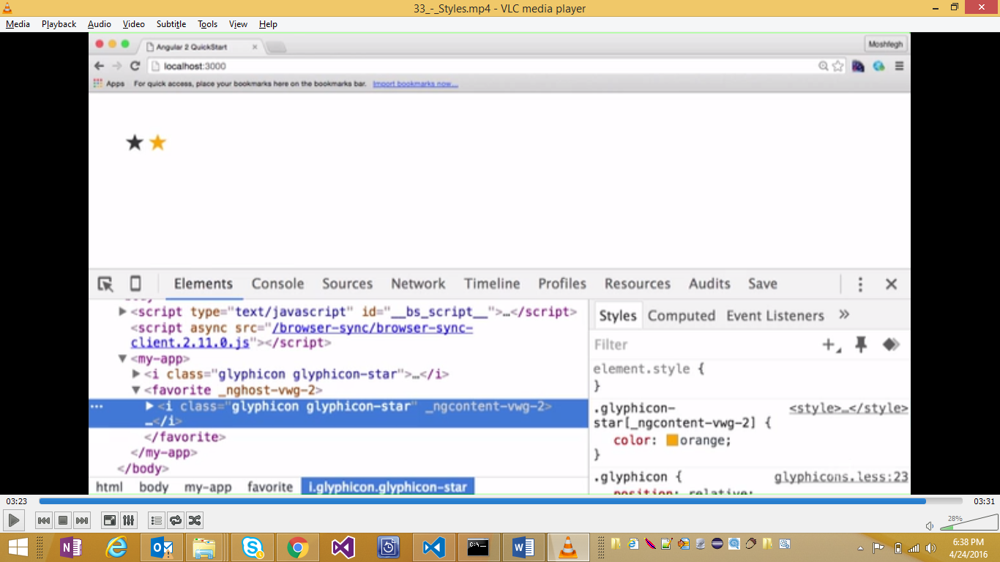 33_-_Styles.mp4 - VLC media player
Media Playback Audio Video Subtitle Tools View Help
Angular 2 QuickStart
Moshfegh
localhost:3000
Apps For quick access, place your bookmarks here on the bookmarks bar. Import bookmarks now...
Elements Console Sources Network Timeline Profiles Resources Audits Save
<script type="text/javascript" id="__bs_script__">…</script>
<script async src="/browser-sync/browser-sync-
client.2.11.0.js"></script>
<my-app>
<i class="glyphicon glyphicon-star">…</i>
<favorite _nghost-vwg-2>
<i class="glyphicon glyphicon-star" _ngcontent-vwg-2>
…</i>
</favorite>
</my-app>
</body>
html body my-app favorite i.glyphicon.glyphicon-star
Styles Computed Event Listeners »
Filter
element.style {
}
.glyphicon- <style>…</style>
star[_ngcontent-vwg-2] {
color: orange;
}
.glyphicon { glyphicons.less:23
position: relative;
03:23 03:31
28%
6:38 PM
4/24/2016